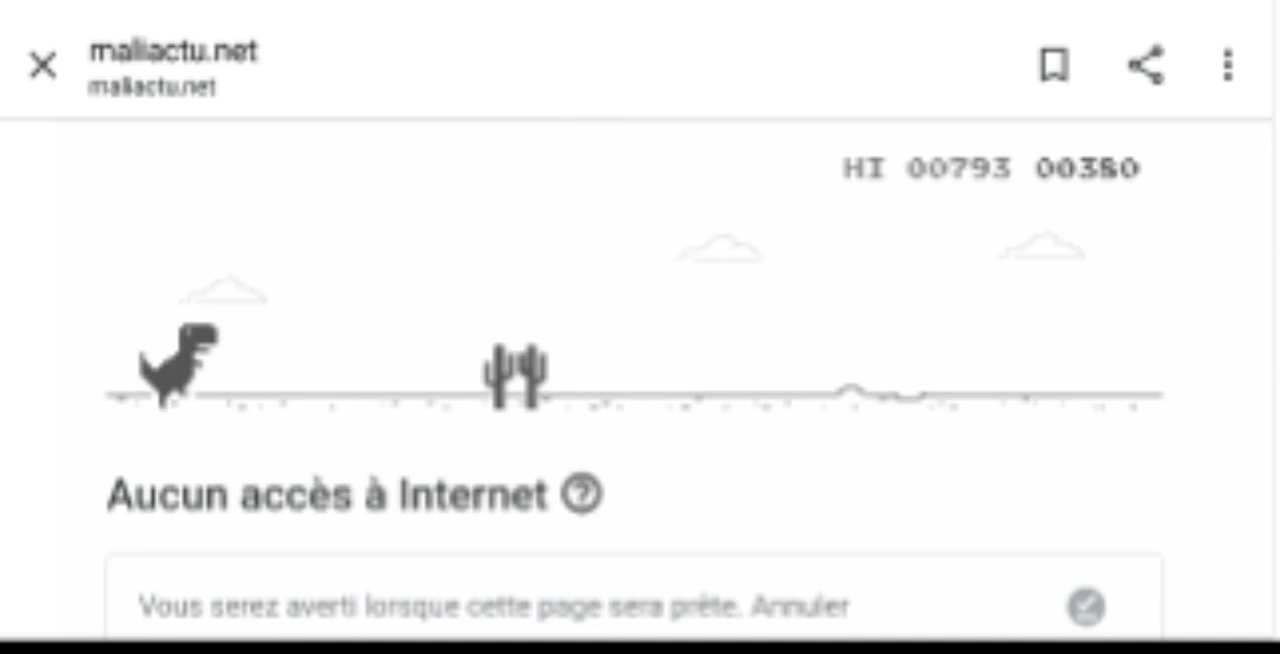 maliactu.net
maliactu.net
HI 00793 00380
Aucun accès à Internet
Vous serez averti lorsque cette page sera prête. Annuler